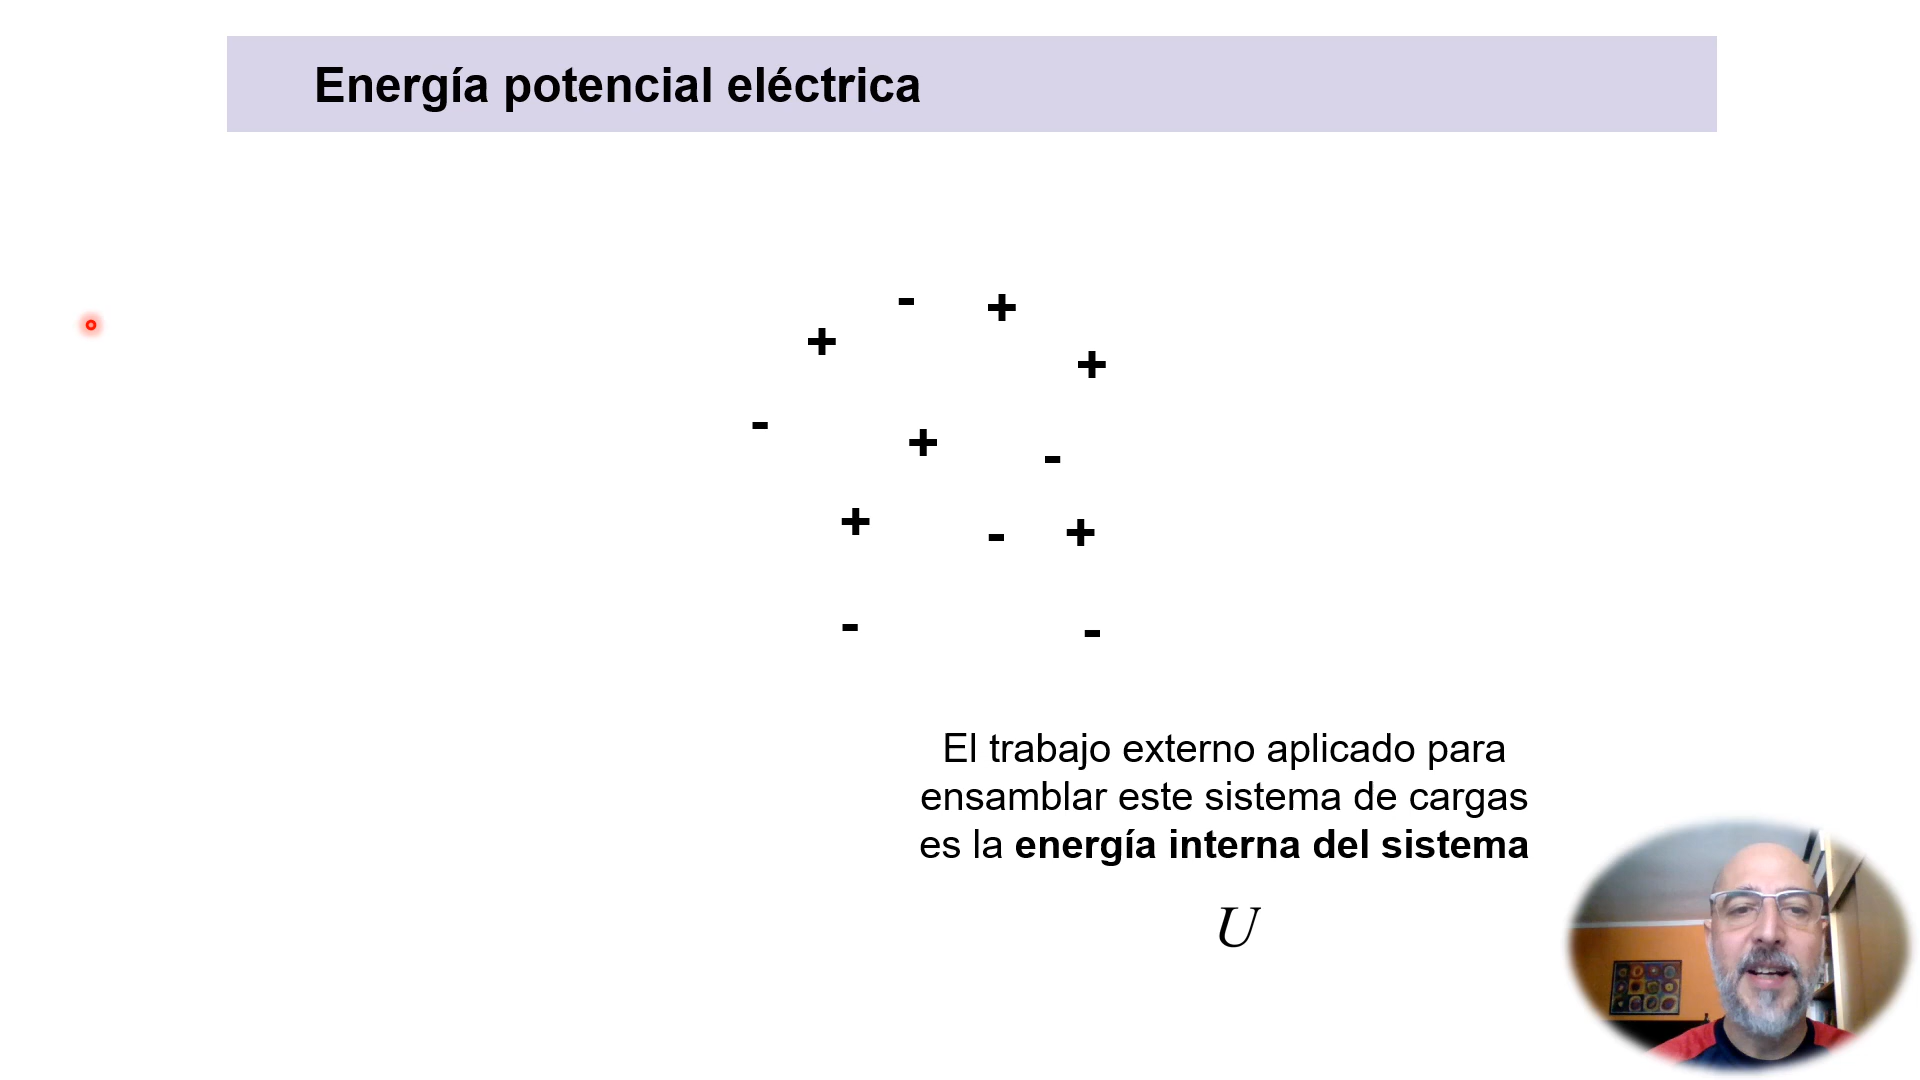 Energía potencial eléctrica
- +
+
+
-
+
-
+
- +
- -
El trabajo externo aplicado para
ensamblar este sistema de cargas
es la energía interna del sistema
U